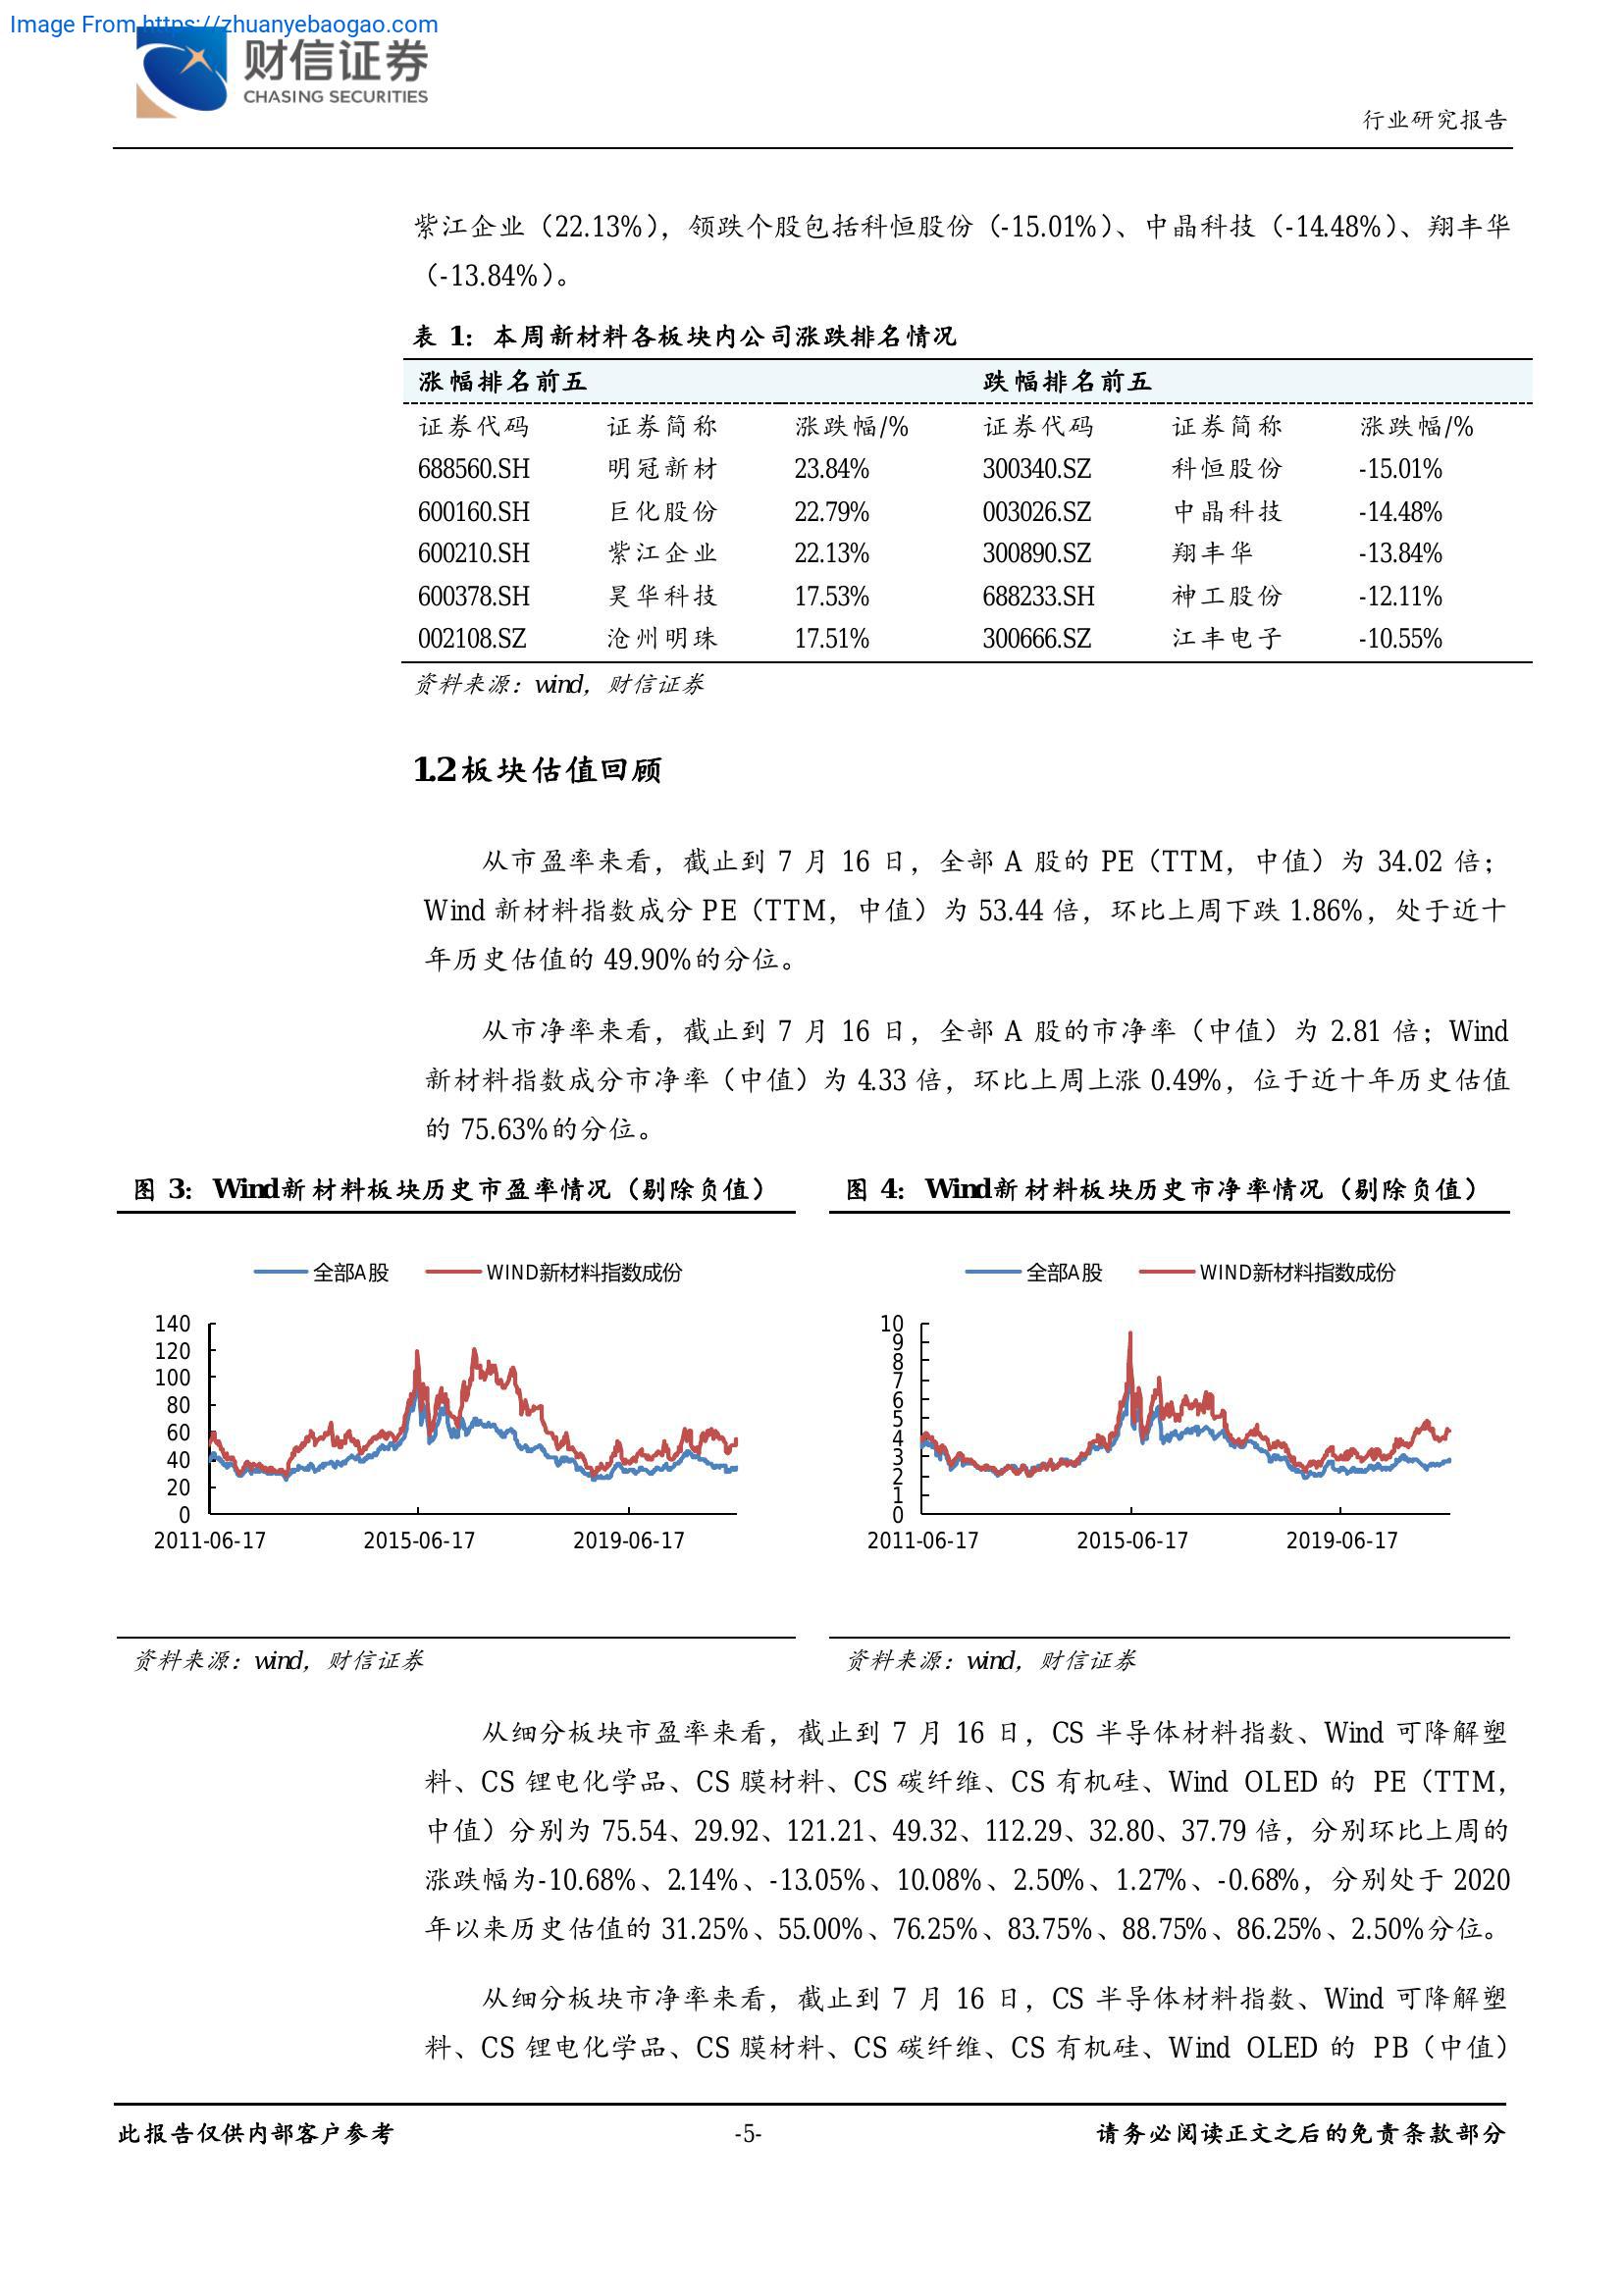 Image From https://zhuanyebaogao.com
财信证券
CHASING SECURITIES
行业研究报告
紫江企业（22.13%），领跌个股包括科恒股份（-15.01%）、中晶科技（-14.48%）、翔丰华
（-13.84%）。
表 1：本周新材料各板块内公司涨跌排名情况
涨幅排名前五 跌幅排名前五
证券代码 证券简称 涨跌幅/% 证券代码 证券简称 涨跌幅/%
688560.SH 明冠新材 23.84% 300340.SZ 科恒股份 -15.01%
600160.SH 巨化股份 22.79% 003026.SZ 中晶科技 -14.48%
600210.SH 紫江企业 22.13% 300890.SZ 翔丰华 -13.84%
600378.SH 昊华科技 17.53% 688233.SH 神工股份 -12.11%
002108.SZ 沧州明珠 17.51% 300666.SZ 江丰电子 -10.55%
资料来源：wind，财信证券
1.2 板块估值回顾
从市盈率来看，截止到 7 月 16 日，全部 A 股的 PE（TTM，中值）为 34.02 倍；
Wind 新材料指数成分 PE（TTM，中值）为 53.44 倍，环比上周下跌 1.86%，处于近十
年历史估值的 49.90%的分位。
从市净率来看，截止到 7 月 16 日，全部 A 股的市净率（中值）为 2.81 倍；Wind
新材料指数成分市净率（中值）为 4.33 倍，环比上周上涨 0.49%，位于近十年历史估值
的 75.63%的分位。
图 3：Wind新材料板块历史市盈率情况（剔除负值）
全部A股 WIND新材料指数成份
140
120
100
80
60
40
20
0
2011-06-17 2015-06-17 2019-06-17
资料来源：wind，财信证券
图 4：Wind新材料板块历史市净率情况（剔除负值）
全部A股 WIND新材料指数成份
10
9
8
7
6
5
4
3
2
1
0
2011-06-17 2015-06-17 2019-06-17
资料来源：wind，财信证券
从细分板块市盈率来看，截止到 7 月 16 日，CS 半导体材料指数、Wind 可降解塑
料、CS 锂电化学品、CS 膜材料、CS 碳纤维、CS 有机硅、Wind OLED 的 PE（TTM，
中值）分别为 75.54、29.92、121.21、49.32、112.29、32.80、37.79 倍，分别环比上周的
涨跌幅为-10.68%、2.14%、-13.05%、10.08%、2.50%、1.27%、-0.68%，分别处于 2020
年以来历史估值的 31.25%、55.00%、76.25%、83.75%、88.75%、86.25%、2.50%分位。
从细分板块市净率来看，截止到 7 月 16 日，CS 半导体材料指数、Wind 可降解塑
料、CS 锂电化学品、CS 膜材料、CS 碳纤维、CS 有机硅、Wind OLED 的 PB（中值）
此报告仅供内部客户参考 -5- 请务必阅读正文之后的免责条款部分